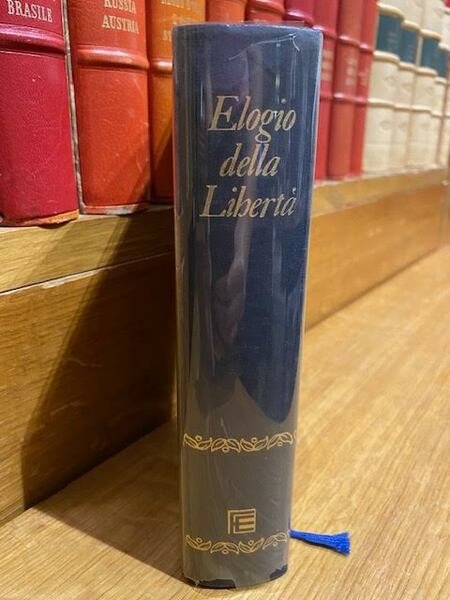 BRASILE
RUSSIA
AUSTRIA
Elogio
della
Libertà
E